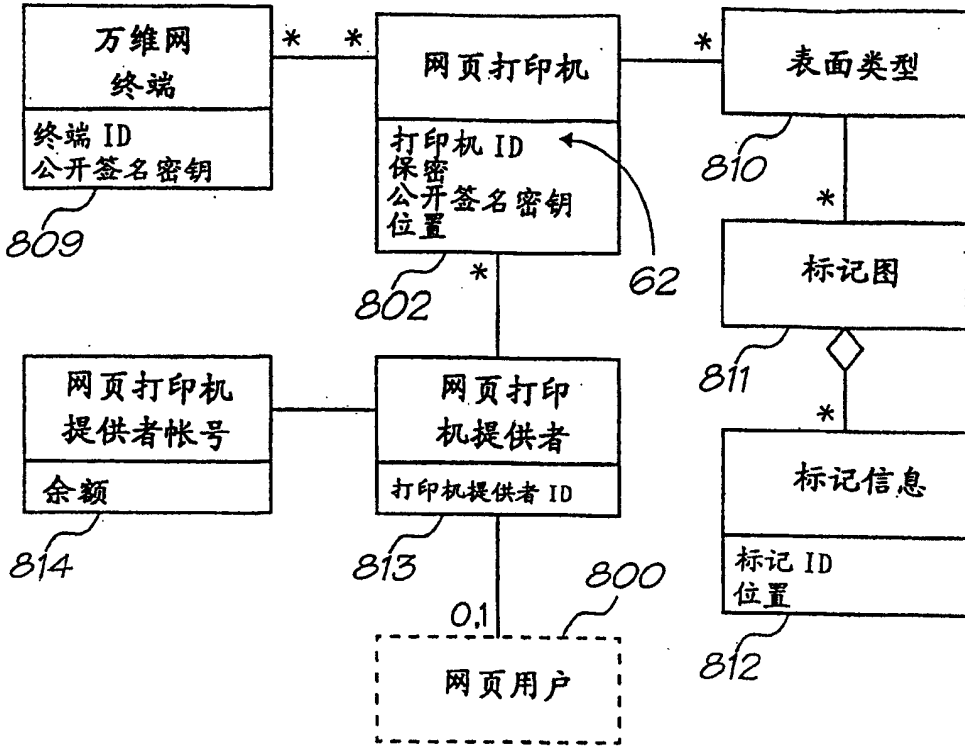 万维网
终端
终端 ID
公开签名密钥
809
*
*
网页打印机
打印机 ID
保密
公开签名密钥
位置
802
62
*
*
表面类型
810
*
标记图
811
*
标记信息
标记 ID
位置
812
网页打印机
提供者帐号
余额
814
网页打印
机提供者
打印机提供者 ID
813
0,1
800
网页用户